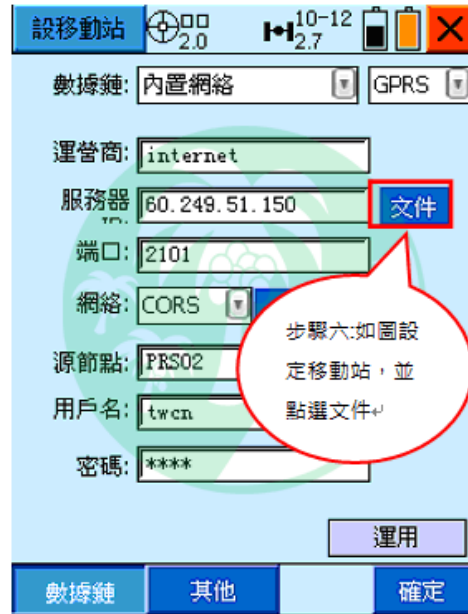 設移動站 2.0 10-12 2.7
數據鏈: 內置網絡 GPRS
運營商: internet
服務器 60.249.51.150 文件
端口: 2101
網絡: CORS
源節點: PRS02
用戶名: twcn
密碼: ****
步驟六:如圖設
定移動站，並
點選文件↵
運用
數據鏈 其他 確定